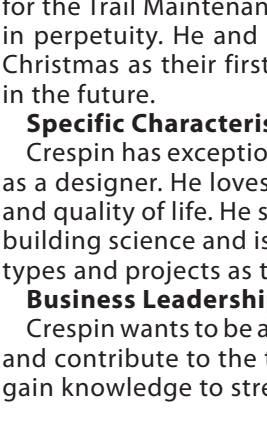 for the Trail Maintenan
in perpetuity. He and
Christmas as their first
in the future.
Specific Characteris
Crespin has exceptio
as a designer. He loves
and quality of life. He s
building science and is
types and projects as t
Business Leadershi
Crespin wants to be a
and contribute to the
gain knowledge to stre